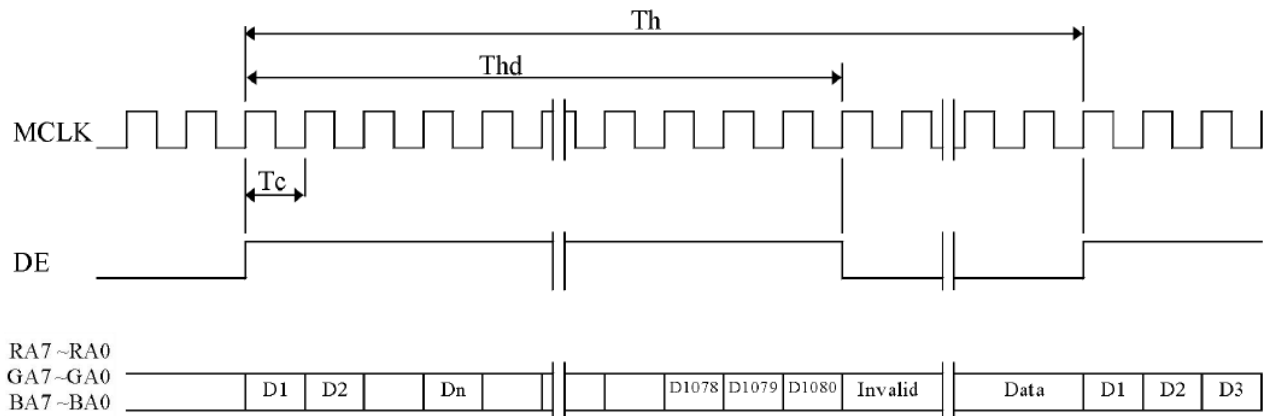 Th
Thd
MCLK
Tc
DE
RA7~RA0
GA7~GA0
BA7~BA0
D1 D2 Dn D1078 D1079 D1080 Invalid Data D1 D2 D3